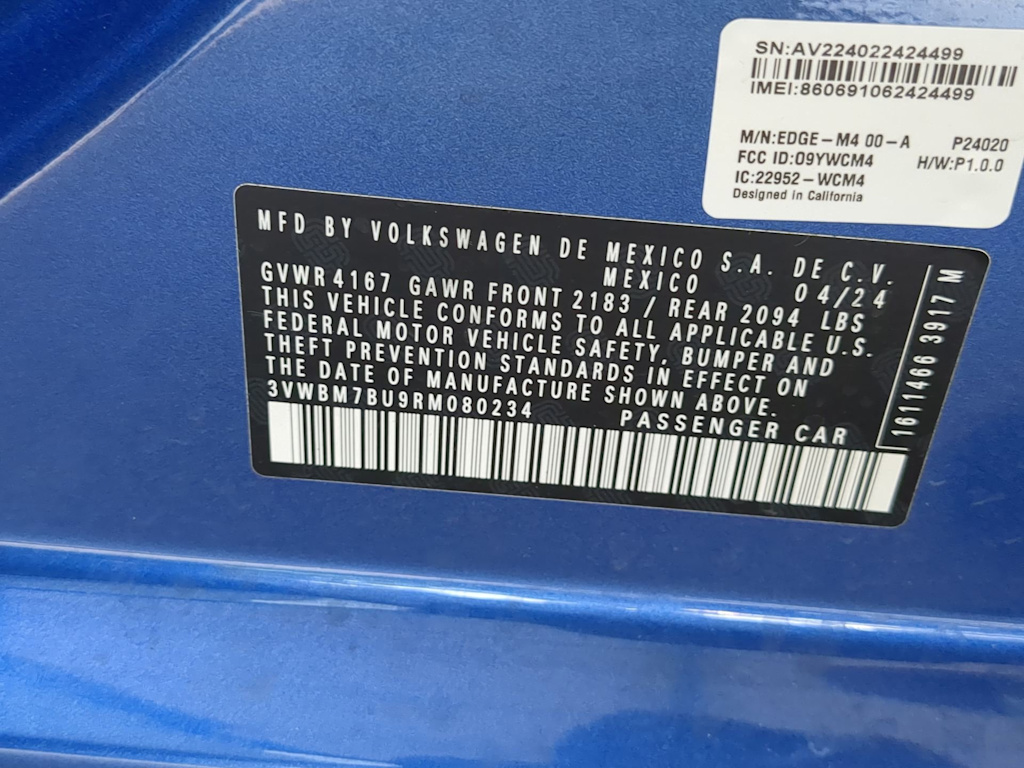 SN:AV224022424499
IMEI:860691062424499
M/N:EDGE-M4 00-A P24020
FCC ID:O9YWCM4 H/W:P1.0.0
IC:22952-WCM4
Designed in California
MFD BY VOLKSWAGEN DE MEXICO S.A. DE C.V.
MEXICO 04/24
GVWR 4167 GAWR FRONT 2183 / REAR 2094 LBS
THIS VEHICLE CONFORMS TO ALL APPLICABLE U.S.
FEDERAL MOTOR VEHICLE SAFETY, BUMPER AND
THEFT PREVENTION STANDARDS IN EFFECT ON
THE DATE OF MANUFACTURE SHOWN ABOVE.
3VWBM7BU9RM080234 PASSENGER CAR
1611466 3917 M